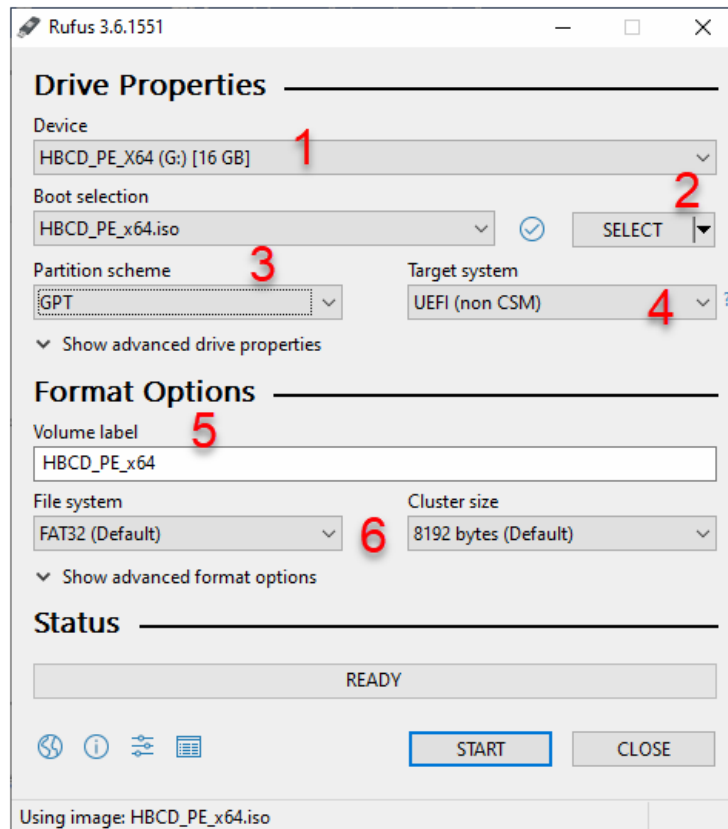 Rufus 3.6.1551
Drive Properties
Device
1
HBCD_PE_X64 (G:) [16 GB]
Boot selection
2
HBCD_PE_x64.iso
SELECT
Partition scheme
3
Target system
GPT
UEFI (non CSM)
4
?
Show advanced drive properties
Format Options
Volume label
5
HBCD_PE_x64
File system
Cluster size
FAT32 (Default)
6
8192 bytes (Default)
Show advanced format options
Status
READY
START
CLOSE
Using image: HBCD_PE_x64.iso